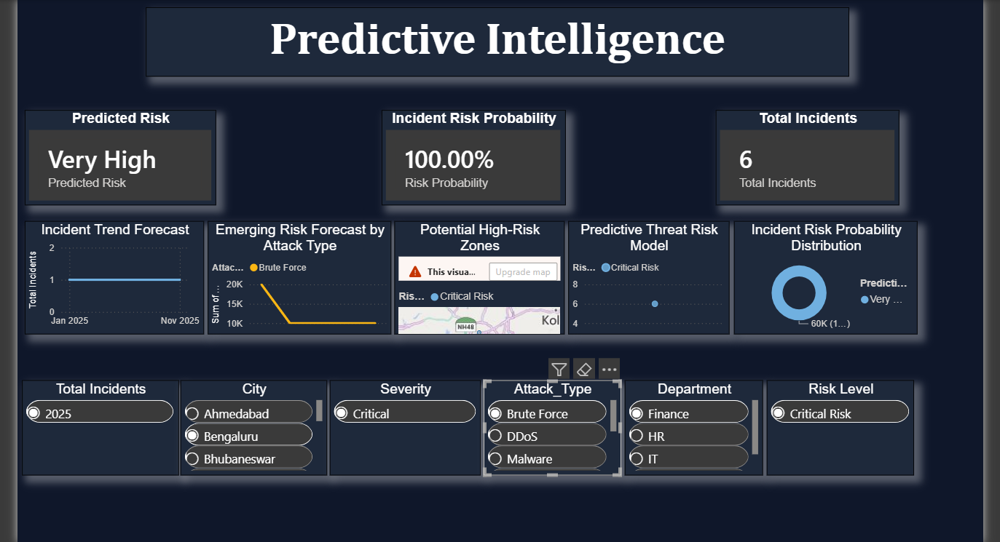 Predictive Intelligence
Predicted Risk
Very High
Predicted Risk
Incident Risk Probability
100.00%
Risk Probability
Total Incidents
6
Total Incidents
Incident Trend Forecast
Total Incidents
2
1
0
Jan 2025
Nov 2025
Emerging Risk Forecast by
Attack Type
Attac...
Brute Force
Sum of ...
20K
15K
10K
Potential High-Risk
Zones
This visua...
Upgrade map
Ris...
Critical Risk
NH48
Kol
Predictive Threat Risk
Model
Ris...
Critical Risk
8
6
4
Incident Risk Probability
Distribution
Predicti...
Very ...
60K (1...)
Total Incidents
2025
City
Ahmedabad
Bengaluru
Bhubaneswar
Severity
Critical
Attack_Type
Brute Force
DDoS
Malware
Department
Finance
HR
IT
Risk Level
Critical Risk